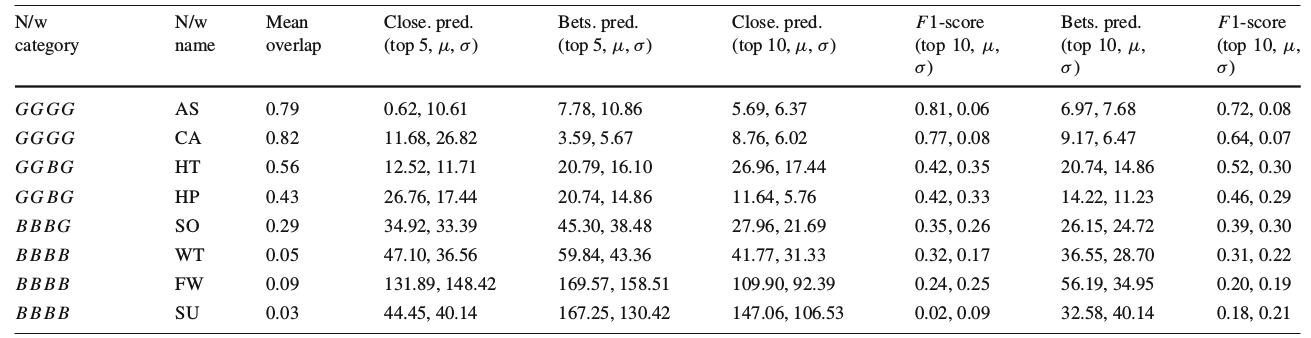 N/w category N/w name Mean overlap Close. pred. (top 5, μ, σ) Bets. pred. (top 5, μ, σ) Close. pred. (top 10, μ, σ) F1-score (top 10, μ, σ) Bets. pred. (top 10, μ, σ) F1-score (top 10, μ, σ)
GGGG AS 0.79 0.62, 10.61 7.78, 10.86 5.69, 6.37 0.81, 0.06 6.97, 7.68 0.72, 0.08
GGGG CA 0.82 11.68, 26.82 3.59, 5.67 8.76, 6.02 0.77, 0.08 9.17, 6.47 0.64, 0.07
GGBG HT 0.56 12.52, 11.71 20.79, 16.10 26.96, 17.44 0.42, 0.35 20.74, 14.86 0.52, 0.30
GGBG HP 0.43 26.76, 17.44 20.74, 14.86 11.64, 5.76 0.42, 0.33 14.22, 11.23 0.46, 0.29
BBBG SO 0.29 34.92, 33.39 45.30, 38.48 27.96, 21.69 0.35, 0.26 26.15, 24.72 0.39, 0.30
BBBB WT 0.05 47.10, 36.56 59.84, 43.36 41.77, 31.33 0.32, 0.17 36.55, 28.70 0.31, 0.22
BBBB FW 0.09 131.89, 148.42 169.57, 158.51 109.90, 92.39 0.24, 0.25 56.19, 34.95 0.20, 0.19
BBBB SU 0.03 44.45, 40.14 167.25, 130.42 147.06, 106.53 0.02, 0.09 32.58, 40.14 0.18, 0.21